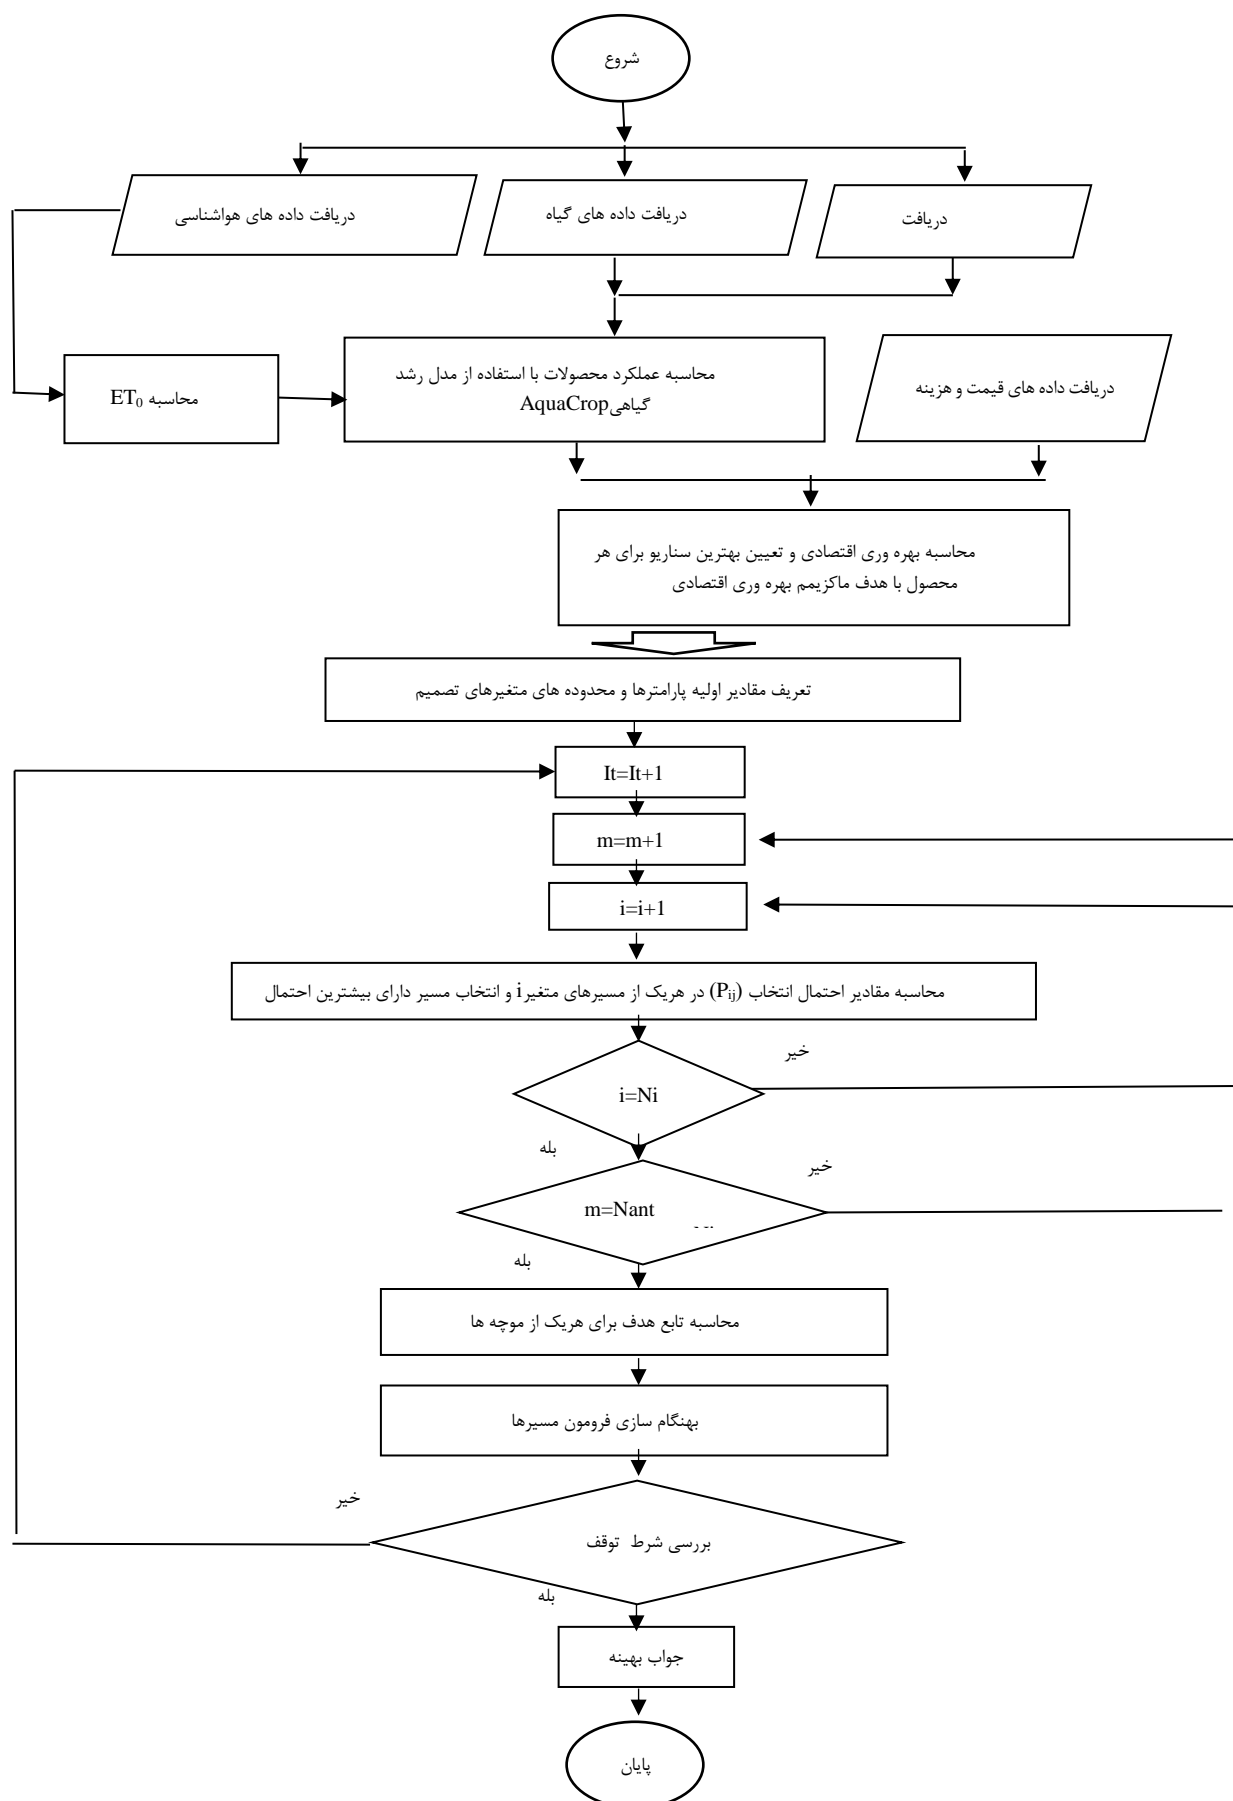 شروع
دریافت داده های هواشناسی
دریافت داده های گیاه
دریافت
محاسبه ET₀
محاسبه عملکرد محصولات با استفاده از مدل رشد
گیاهیAquaCrop
دریافت داده های قیمت و هزینه
محاسبه بهره وری اقتصادی و تعیین بهترین سناریو برای هر
محصول با هدف ماکزیمم بهره وری اقتصادی
تعریف مقادیر اولیه پارامترها و محدوده های متغیرهای تصمیم
It=It+1
m=m+1
i=i+1
محاسبه مقادیر احتمال انتخاب (Pij) در هریک از مسیرهای متغیرi و انتخاب مسیر دارای بیشترین احتمال
خیر
i=Ni
بله
خیر
m=Nant
بله
محاسبه تابع هدف برای هریک از موچه ها
بهنگام سازی فرومون مسیرها
خیر
بررسی شرط توقف
بله
جواب بهینه
پایان